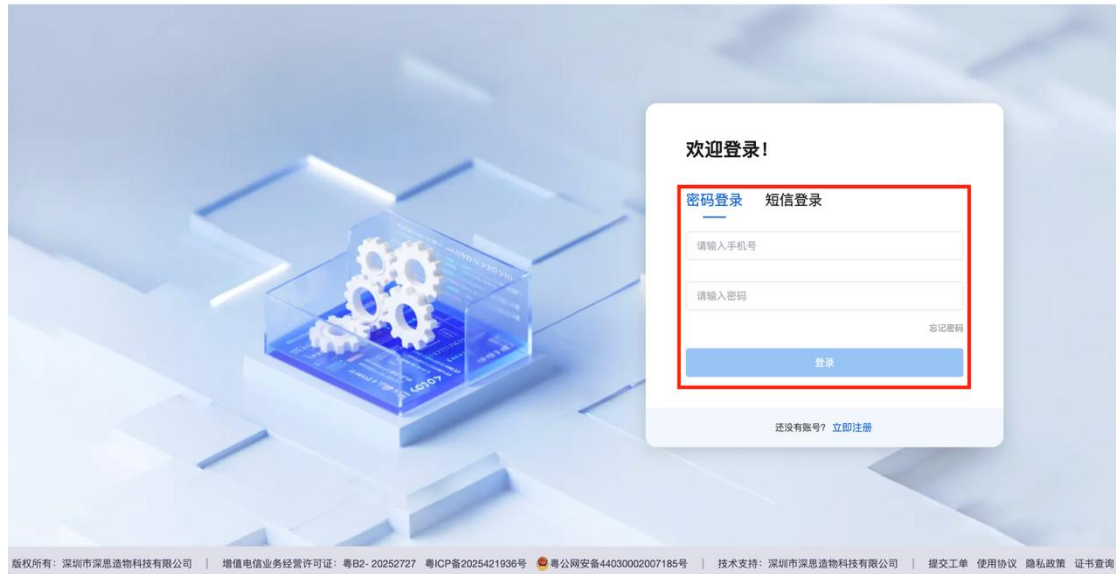 欢迎登录！
密码登录 短信登录
请输入手机号
请输入密码
忘记密码
登录
还没有账号？ 立即注册
版权所有：深圳市深思造物科技有限公司 | 增值电信业务经营许可证：粤B2- 20252727 粤ICP备2025421936号 粤公网安备44030002007185号 | 技术支持：深圳市深思造物科技有限公司 | 提交工单 使用协议 隐私政策 证书查询